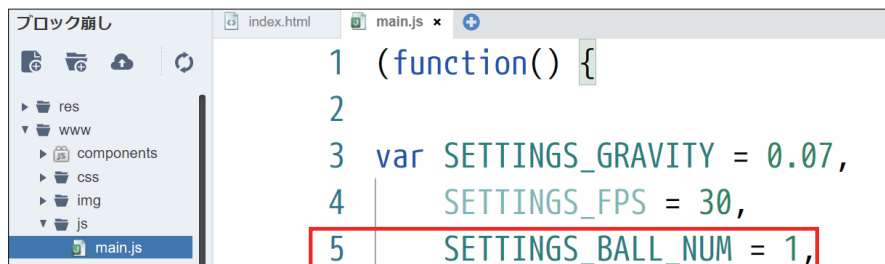 ブロック崩し
res
www
components
css
img
js
main.js
index.html
main.js ×
1 (function() {
2
3 var SETTINGS_GRAVITY = 0.07,
4 SETTINGS_FPS = 30,
5 SETTINGS_BALL_NUM = 1,